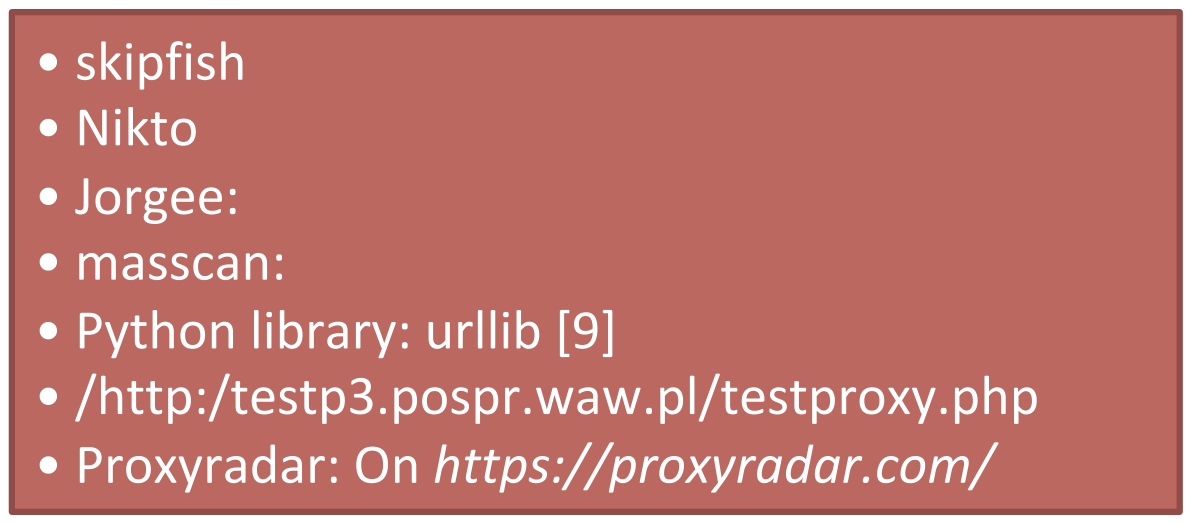 • skipfish
• Nikto
• Jorgee:
• masscan:
• Python library: urllib [9]
• /http:/testp3.pospr.waw.pl/testproxy.php
• Proxyradar: On https://proxyradar.com/